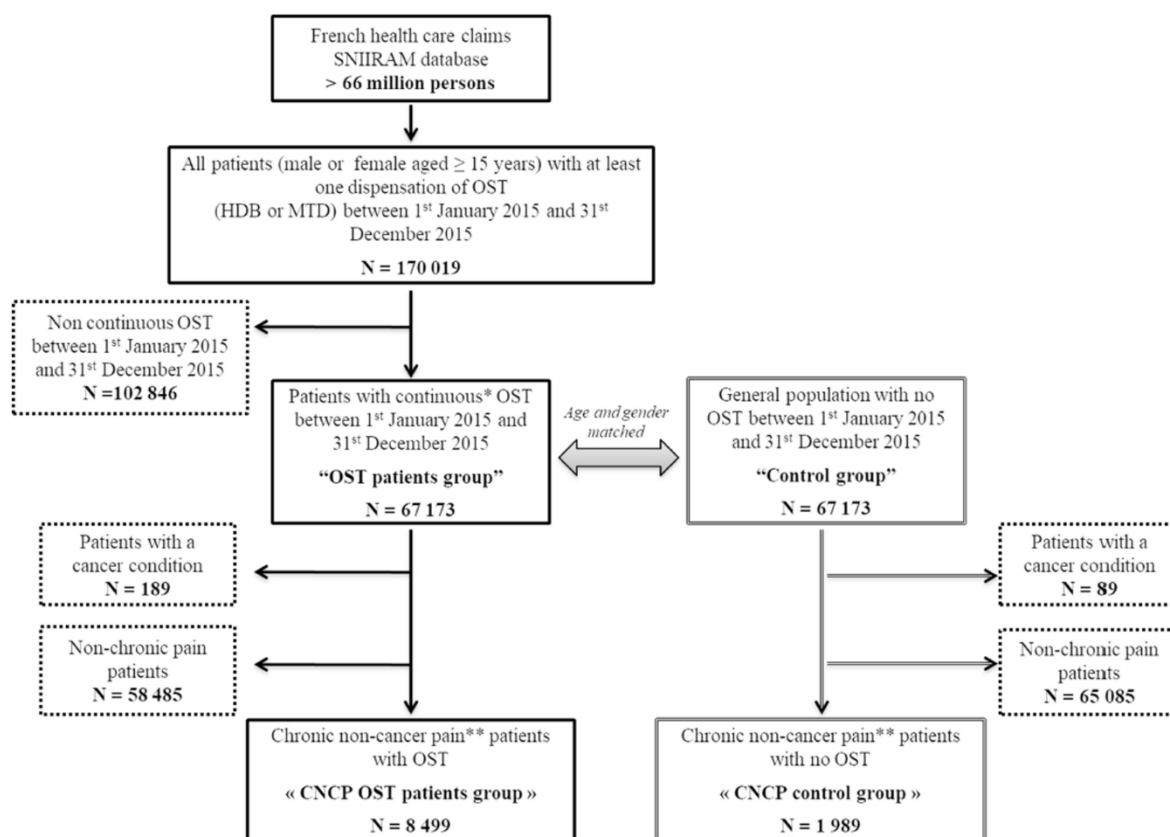 French health care claims
SNIIRAM database
> 66 million persons
All patients (male or female aged ≥ 15 years) with at least
one dispensation of OST
(HDB or MTD) between 1st January 2015 and 31st
December 2015
N = 170 019
Non continuous OST
between 1st January 2015
and 31st December 2015
N =102 846
Patients with continuous* OST
between 1st January 2015 and
31st December 2015
“OST patients group”
N = 67 173
Age and gender
matched
General population with no
OST between 1st January 2015
and 31st December 2015
“Control group”
N = 67 173
Patients with a
cancer condition
N = 189
Patients with a
cancer condition
N = 89
Non-chronic pain
patients
N = 58 485
Non-chronic pain
patients
N = 65 085
Chronic non-cancer pain** patients
with OST
« CNCP OST patients group »
N = 8 499
Chronic non-cancer pain** patients
with no OST
« CNCP control group »
N = 1 989